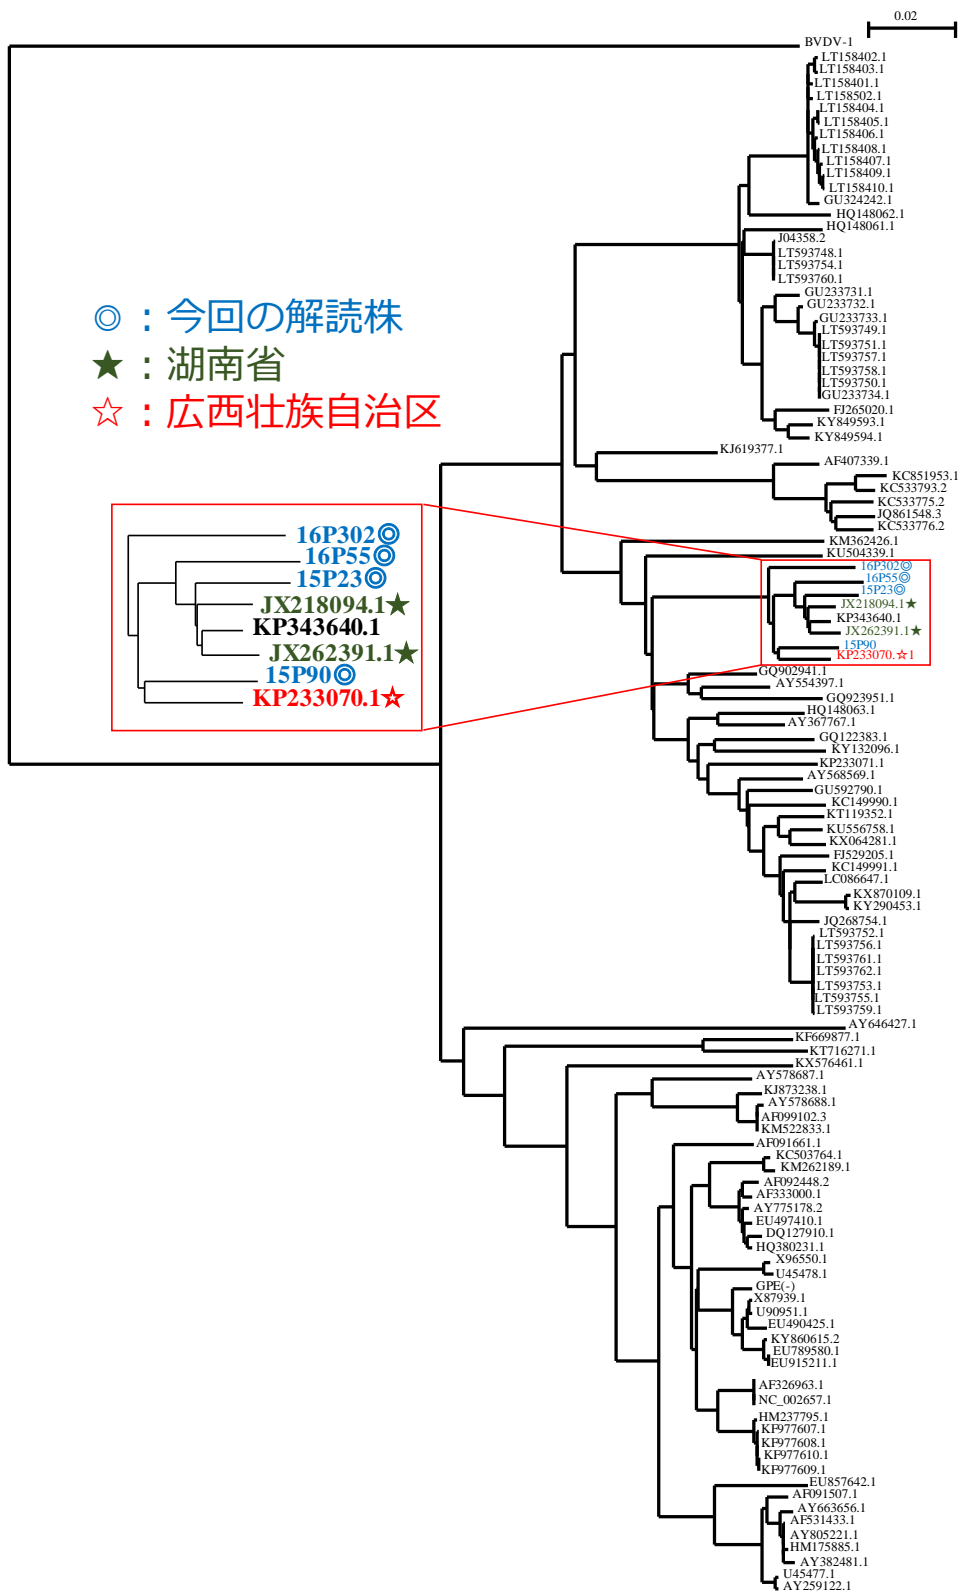 0.02
BVDV-1
LT158402.1
LT158403.1
LT158401.1
LT158502.1
LT158404.1
LT158405.1
LT158406.1
LT158408.1
LT158407.1
LT158409.1
LT158410.1
GU324242.1
HQ148062.1
HQ148061.1
J04358.2
LT593748.1
LT593754.1
LT593760.1
GU233731.1
GU233732.1
GU233733.1
LT593749.1
LT593751.1
LT593757.1
LT593758.1
LT593750.1
GU233734.1
FJ265020.1
KY849593.1
KY849594.1
◎：今回の解読株
★：湖南省
☆：広西壮族自治区
KJ619377.1
AF407339.1
KC851953.1
KC533793.2
KC533775.2
JQ861548.3
KC533776.2
KM362426.1
KU504339.1
16P302◎
16P55◎
15P23◎
JX218094.1★
KP343640.1
JX262391.1★
15P90◎
KP233070.1☆
16P302◎
16P55◎
15P23◎
JX218094.1★
KP343640.1
JX262391.1★
15P90
KP233070.☆1
GQ902941.1
AY554397.1
GQ923951.1
HQ148063.1
AY367767.1
GQ122383.1
KY132096.1
KP233071.1
AY568569.1
GU592790.1
KC149990.1
KT119352.1
KU556758.1
KX064281.1
FJ529205.1
KC149991.1
LC086647.1
KX870109.1
KY290453.1
JQ268754.1
LT593752.1
LT593756.1
LT593761.1
LT593762.1
LT593753.1
LT593755.1
LT593759.1
AY646427.1
KF669877.1
KT716271.1
KX576461.1
AY578687.1
KJ873238.1
AY578688.1
AF099102.3
KM522833.1
AF091661.1
KC503764.1
KM262189.1
AF092448.2
AF333000.1
AY775178.2
EU497410.1
DQ127910.1
HQ380231.1
X96550.1
U45478.1
GPE(-)
X87939.1
U90951.1
EU490425.1
KY860615.2
EU789580.1
EU915211.1
AF326963.1
NC_002657.1
HM237795.1
KF977607.1
KF977608.1
KF977610.1
KF977609.1
EU857642.1
AF091507.1
AY663656.1
AF531433.1
AY805221.1
HM175885.1
AY382481.1
U45477.1
AY259122.1